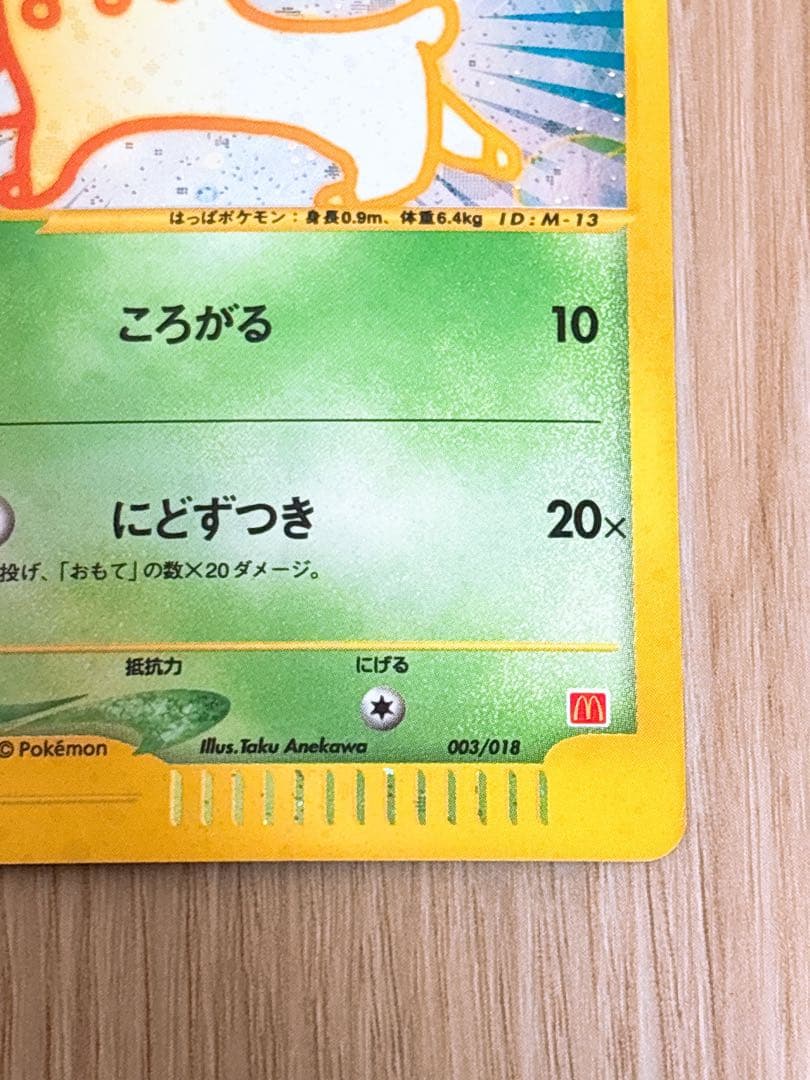 はっぱポケモン：身長0.9m、体重6.4kg ID:M-13
ころがる 10
にどずつき 20×
投げ、「おもて」の数×20ダメージ。
抵抗力 にげる
© Pokémon Illus.Taku Anekawa 003/018